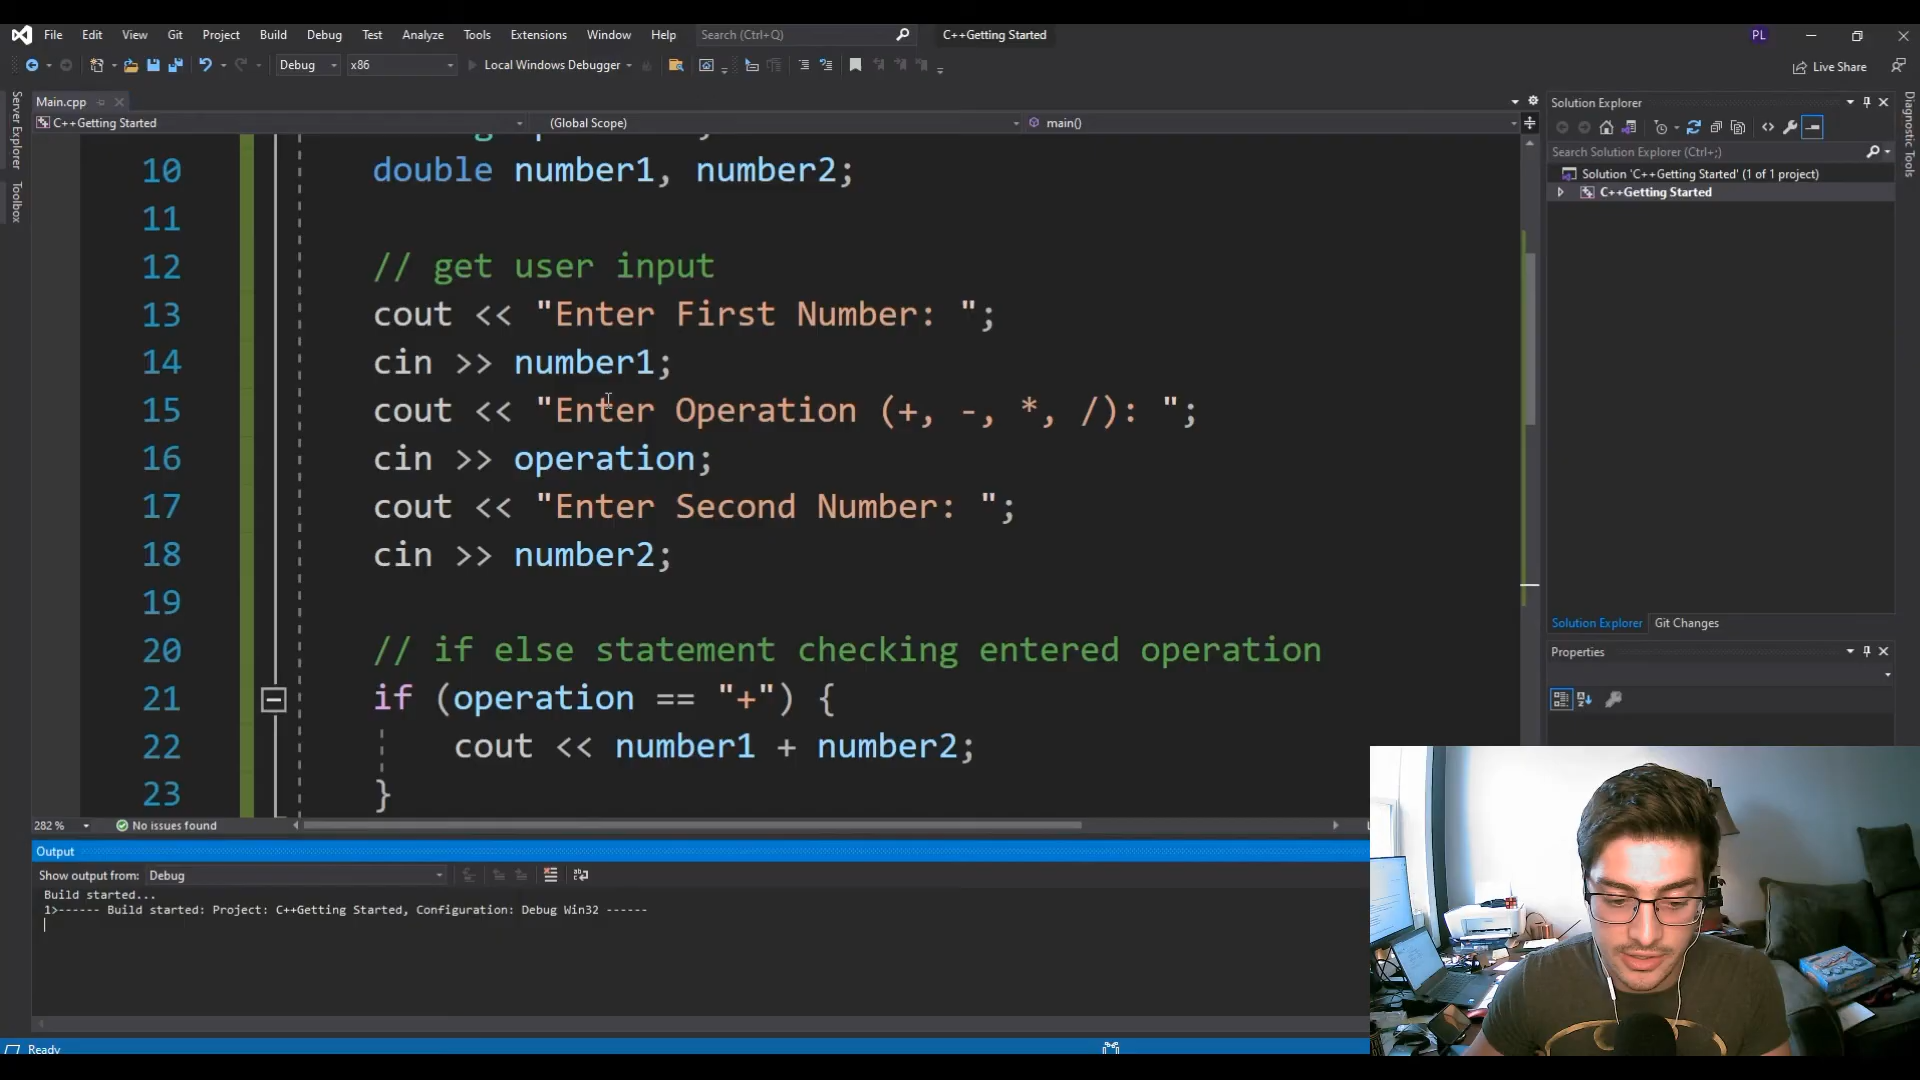 File Edit View Git Project Build Debug Test Analyze Tools Extensions Window Help Search (Ctrl+Q) C++Getting Started PL
Debug x86 Local Windows Debugger Live Share
Server Explorer
Toolbox
Main.cpp
C++Getting Started (Global Scope) main()
10 double number1, number2;
11
12 // get user input
13 cout << "Enter First Number: ";
14 cin >> number1;
15 cout << "Enter Operation (+, -, *, /): ";
16 cin >> operation;
17 cout << "Enter Second Number: ";
18 cin >> number2;
19
20 // if else statement checking entered operation
21 if (operation == "+") {
22 cout << number1 + number2;
23 }
282 % No issues found
Output
Show output from: Debug
Build started...
1>------ Build started: Project: C++Getting Started, Configuration: Debug Win32 ------
Ready
Solution Explorer
Search Solution Explorer (Ctrl+;)
Solution 'C++Getting Started' (1 of 1 project)
C++Getting Started
Solution Explorer Git Changes
Properties
Diagnostic Tools